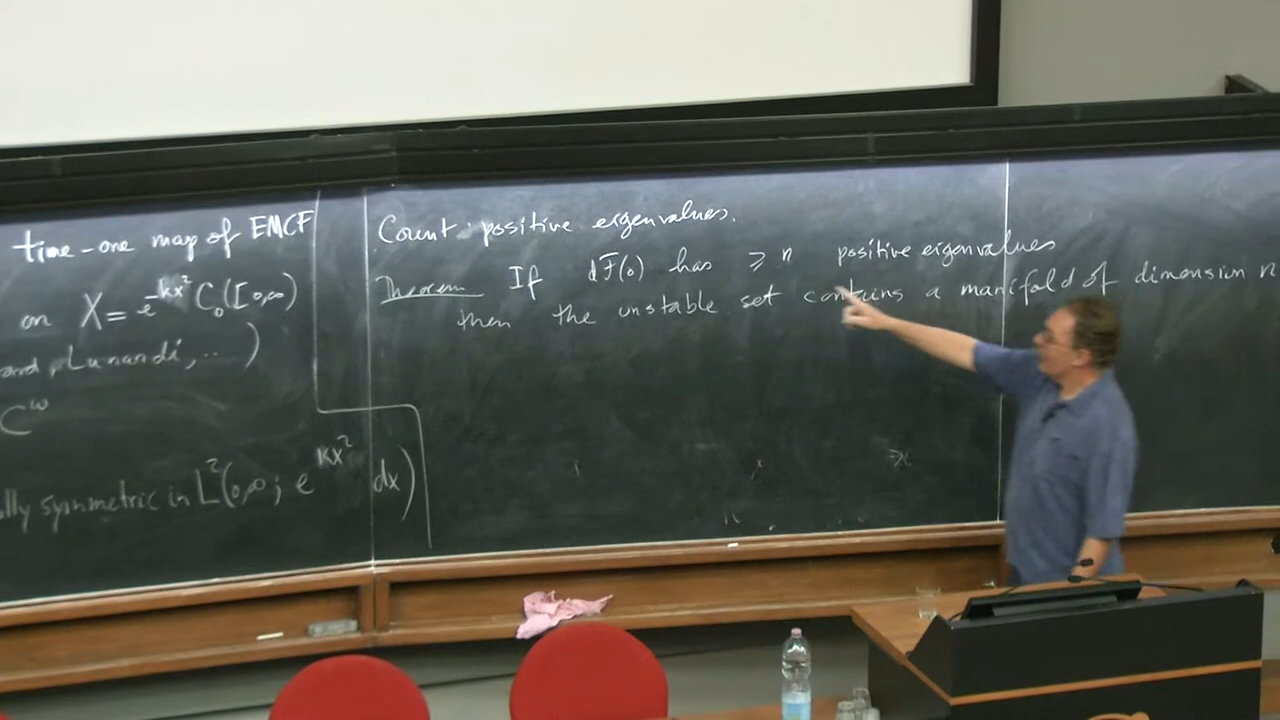 time-one map of EMCF
on X = e^{-kx²} C₀([0,∞)
and, Lunardi, ..)
C^ω
lly symmetric in L²(0,∞; e^{kx²} dx)
Count positive eigenvalues.
Theorem If dF(0) has ≥ n positive eigenvalues
then the unstable set contains a manifold of dimension n